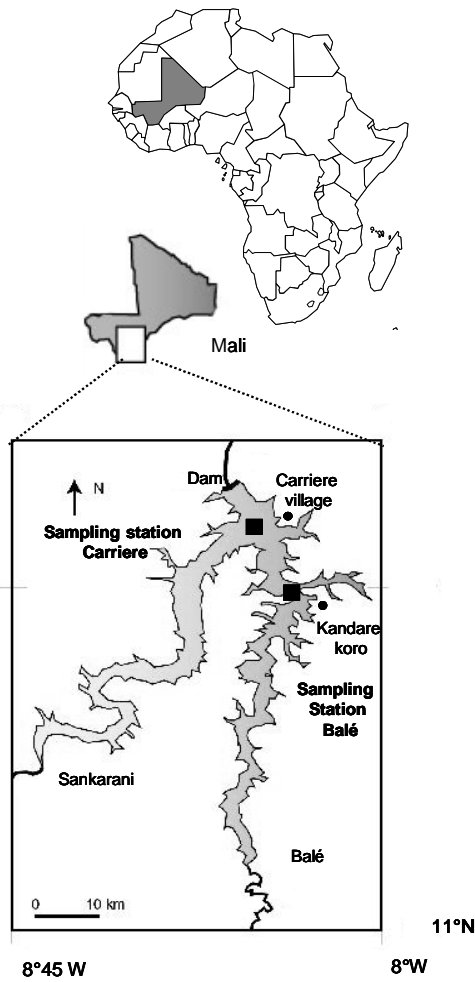 Mali
Dam
Carriere
village
N
Sampling station
Carriere
Kandare
koro
Sampling
Station
Balé
Sankarani
Balé
0 10 km
11°N
8°45 W
8°W